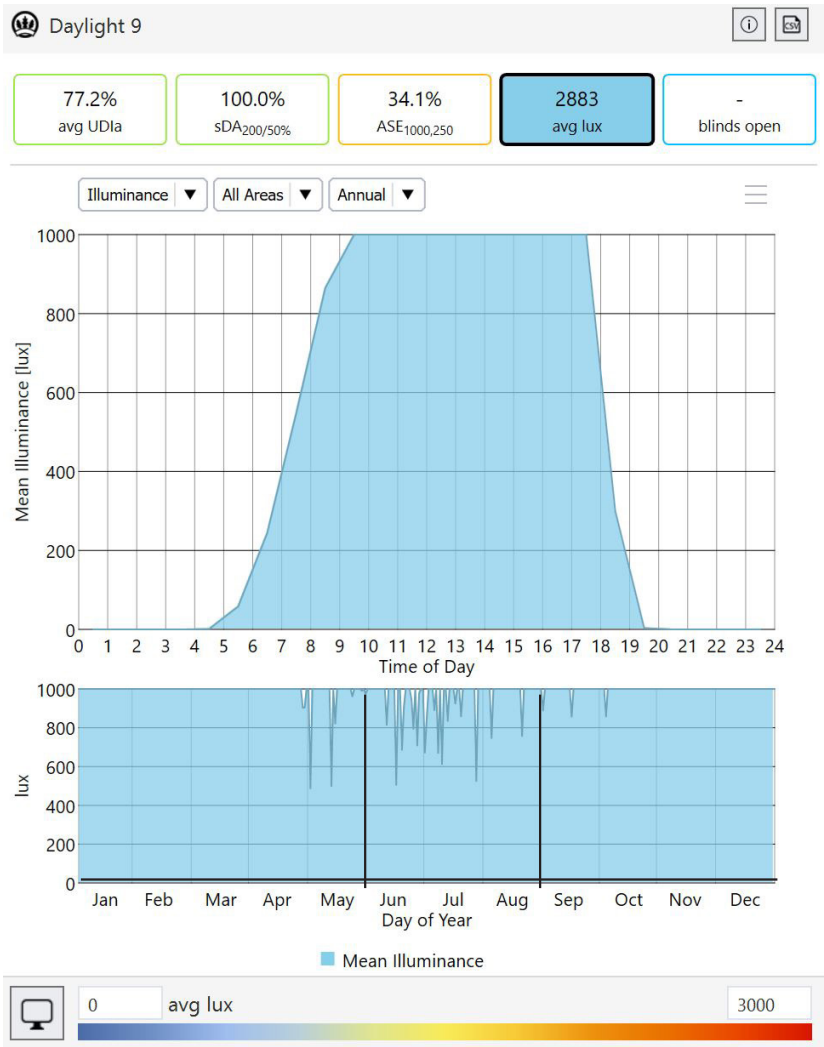 Daylight 9
CSV
77.2% 100.0% 34.1% 2883 -
avg UDIa sDA200/50% ASE1000,250 avg lux blinds open
Illuminance ▼ All Areas ▼ Annual ▼
1000
800
600
400
200
0
Mean Illuminance [lux]
0 1 2 3 4 5 6 7 8 9 10 11 12 13 14 15 16 17 18 19 20 21 22 23 24
Time of Day
1000
800
600
400
200
0
lux
Jan Feb Mar Apr May Jun Jul Aug Sep Oct Nov Dec
Day of Year
Mean Illuminance
0 avg lux 3000